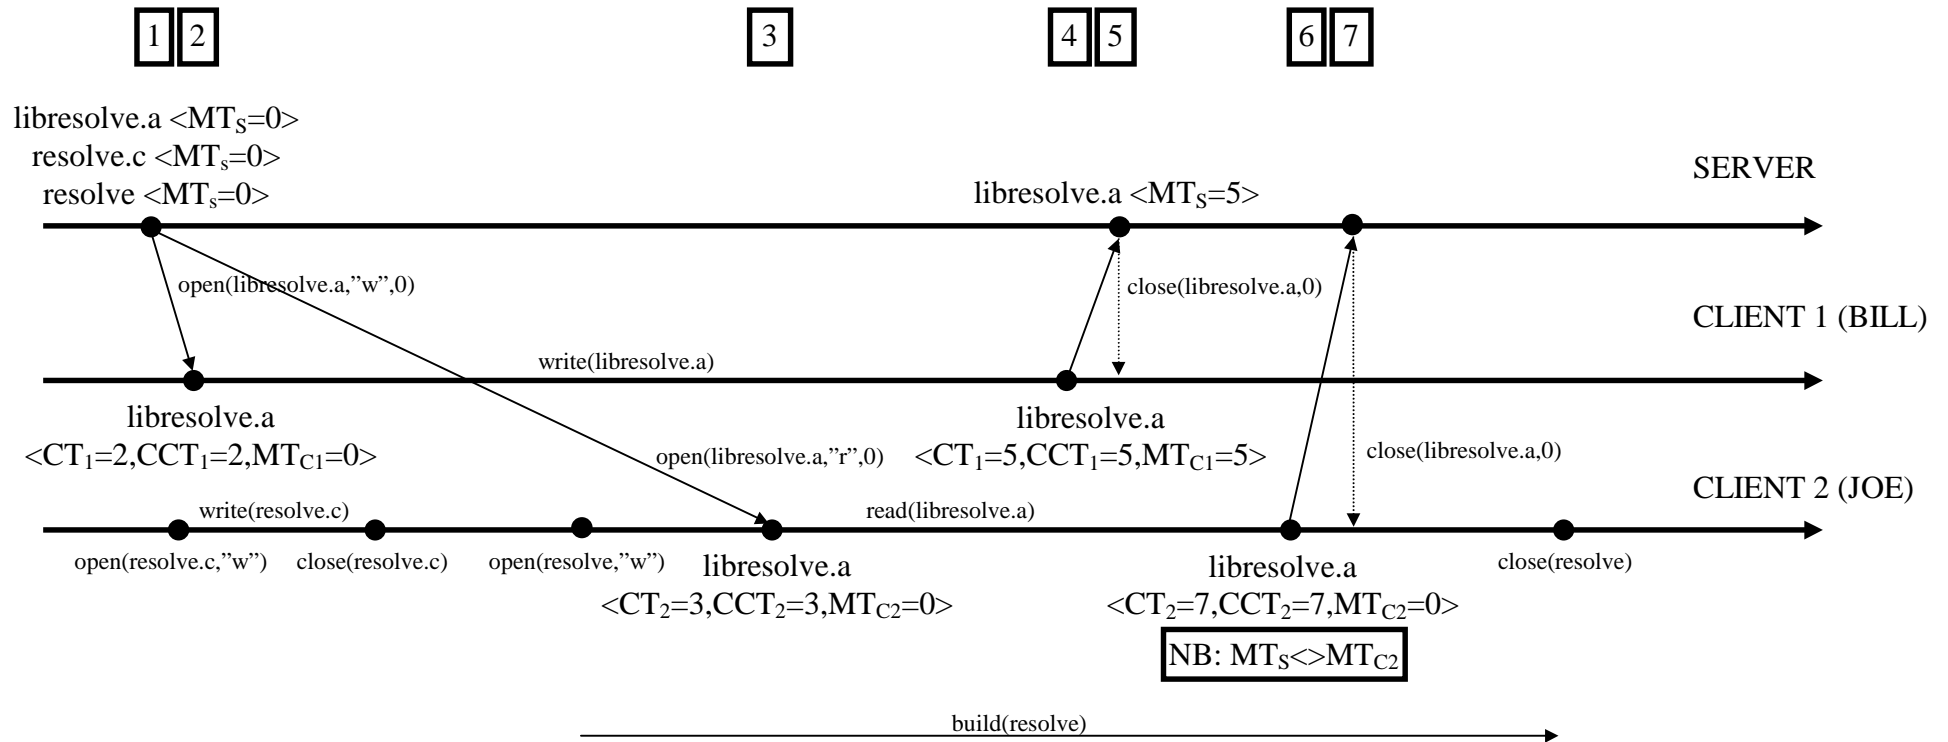 1 2 3 4 5 6 7
libresolve.a <MTS=0>
resolve.c <MTs=0>
resolve <MTs=0>
libresolve.a <MTS=5>
SERVER
open(libresolve.a,”w”,0)
close(libresolve.a,0)
CLIENT 1 (BILL)
write(libresolve.a)
libresolve.a
<CT1=2,CCT1=2,MTC1=0>
libresolve.a
<CT1=5,CCT1=5,MTC1=5>
open(libresolve.a,”r”,0)
close(libresolve.a,0)
CLIENT 2 (JOE)
write(resolve.c)
read(libresolve.a)
open(resolve.c,”w”)
close(resolve.c)
open(resolve,”w”)
libresolve.a
<CT2=3,CCT2=3,MTC2=0>
libresolve.a
<CT2=7,CCT2=7,MTC2=0>
close(resolve)
NB: MTS<>MTC2
build(resolve)